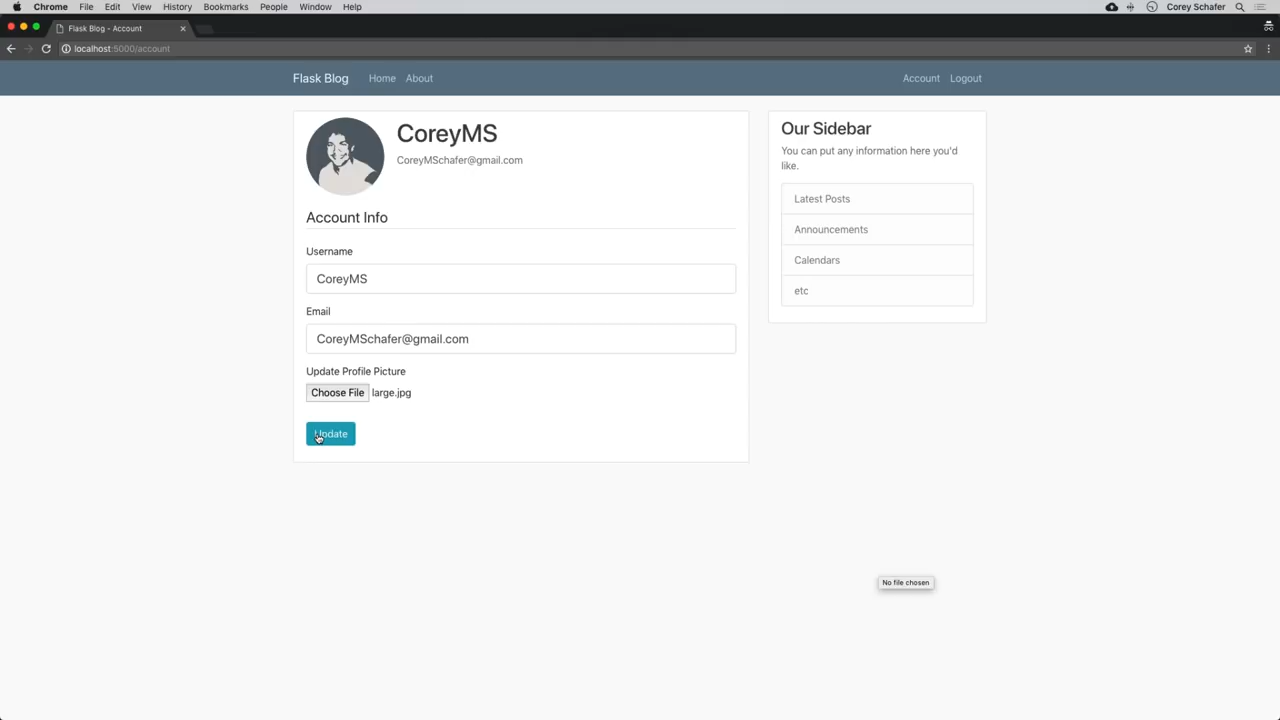 Chrome File Edit View History Bookmarks People Window Help Corey Schafer
Flask Blog - Account
localhost:5000/account
Flask Blog Home About Account Logout
CoreyMS
CoreyMSchafer@gmail.com
Account Info
Username
CoreyMS
Email
CoreyMSchafer@gmail.com
Update Profile Picture
Choose File large.jpg
Update
Our Sidebar
You can put any information here you'd
like.
Latest Posts
Announcements
Calendars
etc
No file chosen